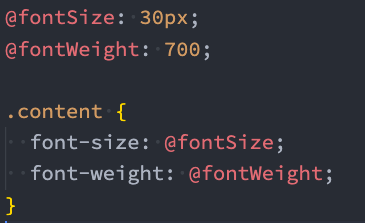 @fontSize: 30px;
@fontWeight: 700;

.content {
  font-size: @fontSize;
  font-weight: @fontWeight;
}